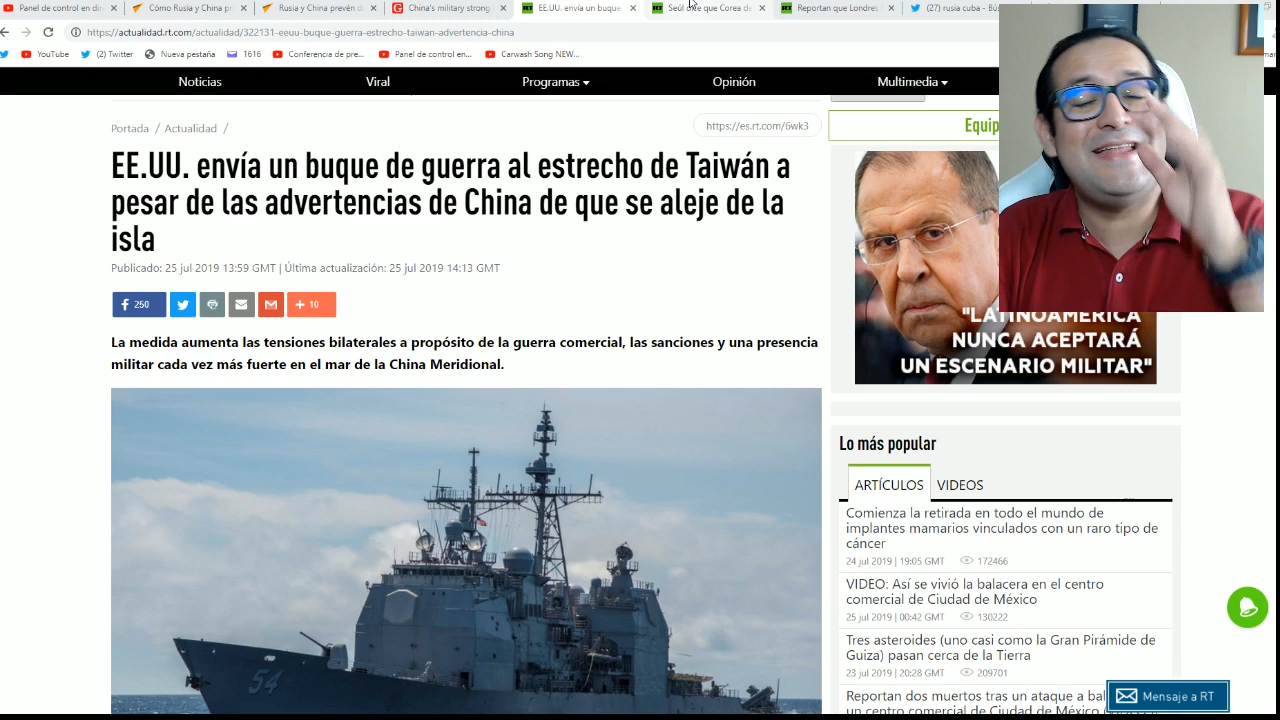 Panel de control en dire
Cómo Rusia y China pr
Rusia y China prevén d
China's military strong
EE.UU. envía un buque
Seúl
que Corea de
Reportan que Londres
(27) rusia cuba - Bús
https://actualidad.rt.com/actualidad/322131-eeuu-buque-guerra-estrecho-taiwan-advertencia-china
YouTube
(2) Twitter
Nueva pestaña
1616
Conferencia de pre...
Panel de control en...
Carwash Song NEW...
Noticias
Viral
Programas
Opinión
Multimedia
Portada / Actualidad /
https://es.rt.com/6wk3
Equip
EE.UU. envía un buque de guerra al estrecho de Taiwán a
pesar de las advertencias de China de que se aleje de la
isla
Publicado: 25 jul 2019 13:59 GMT | Última actualización: 25 jul 2019 14:13 GMT
f 250
+ 10
La medida aumenta las tensiones bilaterales a propósito de la guerra comercial, las sanciones y una presencia
militar cada vez más fuerte en el mar de la China Meridional.
54
"LATINOAMÉRICA
NUNCA ACEPTARÁ
UN ESCENARIO MILITAR"
Lo más popular
ARTÍCULOS
VIDEOS
Comienza la retirada en todo el mundo de
implantes mamarios vinculados con un raro tipo de
cáncer
24 jul 2019 | 19:05 GMT 172466
VIDEO: Así se vivió la balacera en el centro
comercial de Ciudad de México
25 jul 2019 | 00:42 GMT 130222
Tres asteroides (uno casi como la Gran Pirámide de
Guiza) pasan cerca de la Tierra
23 jul 2019 | 20:28 GMT 209701
Reportan dos muertos tras un ataque a bal
un centro comercial de Ciudad de México
Mensaje a RT